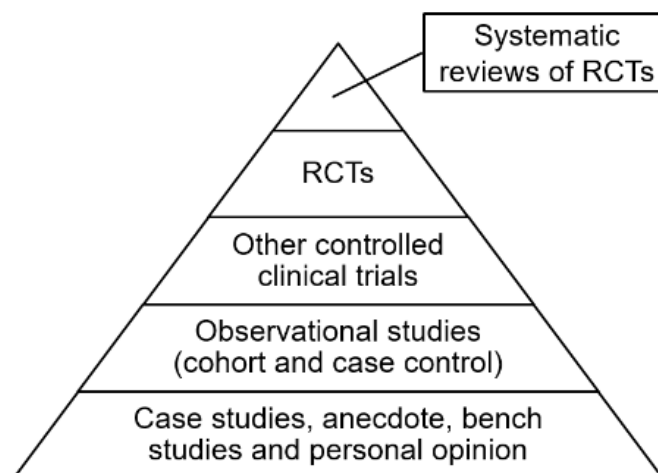 Systematic
reviews of RCTs
RCTs
Other controlled
clinical trials
Observational studies
(cohort and case control)
Case studies, anecdote, bench
studies and personal opinion